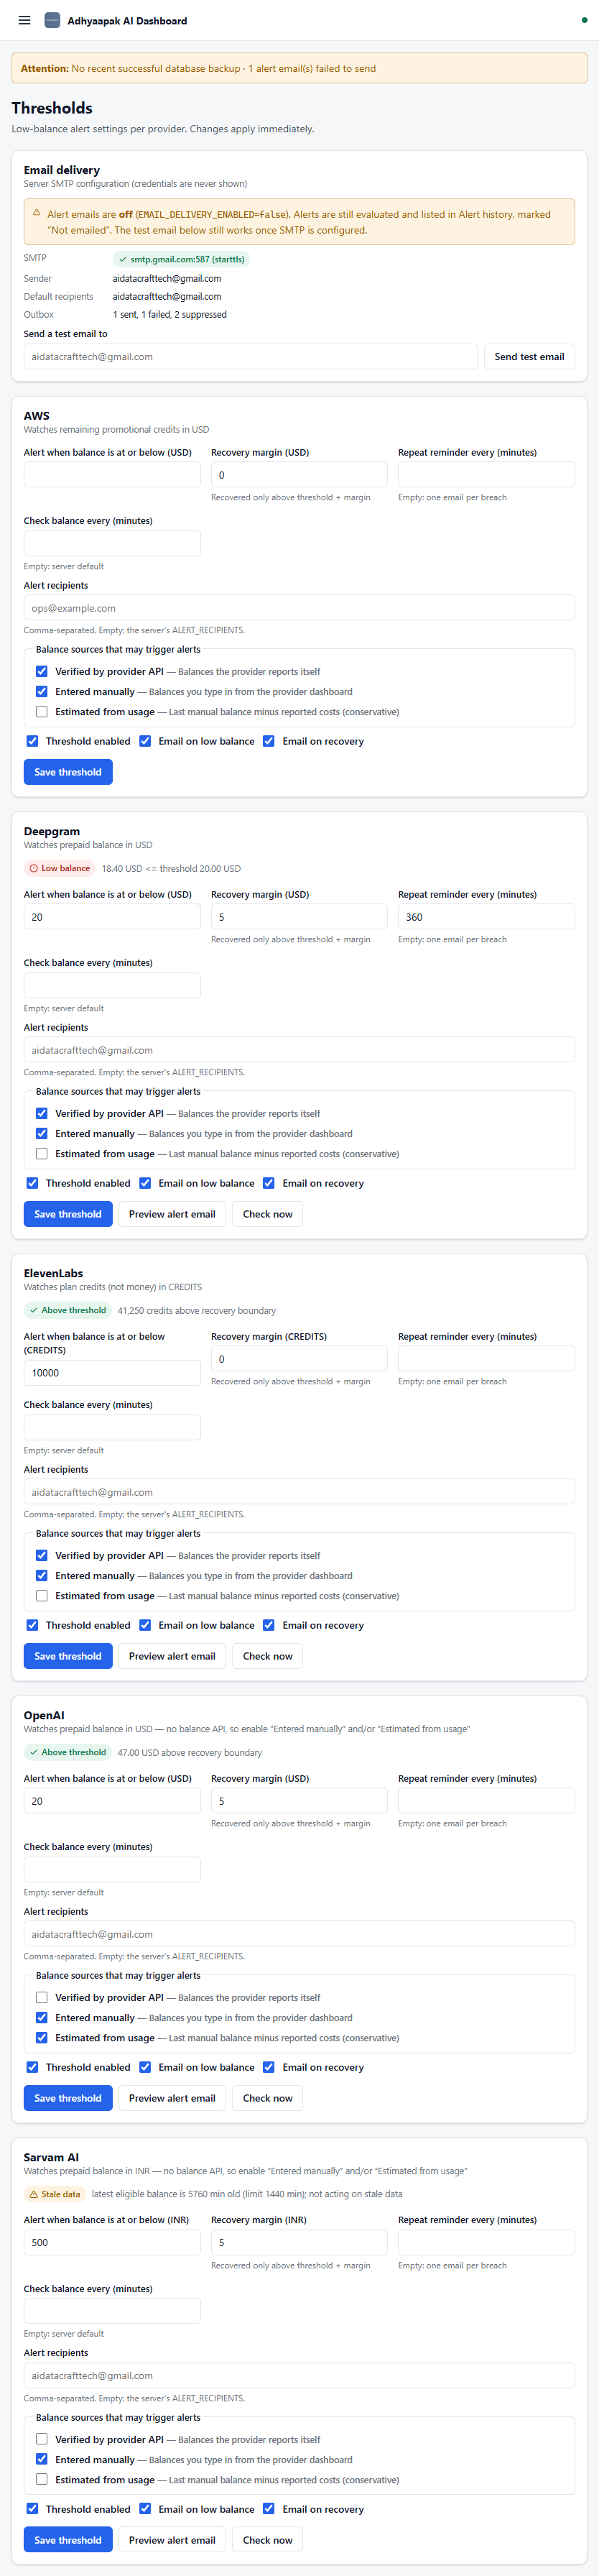 Adhyaapak AI Dashboard
Attention: No recent successful database backup · 1 alert email(s) failed to send
Thresholds
Low-balance alert settings per provider. Changes apply immediately.
Email delivery
Server SMTP configuration (credentials are never shown)
Alert emails are off (EMAIL_DELIVERY_ENABLED=false). Alerts are still evaluated and listed in Alert history, marked
"Not emailed". The test email below still works once SMTP is configured.
SMTP smtp.gmail.com:587 (starttls)
Sender aidatacrafttech@gmail.com
Default recipients aidatacrafttech@gmail.com
Outbox 1 sent, 1 failed, 2 suppressed
Send a test email to
aidatacrafttech@gmail.com Send test email
AWS
Watches remaining promotional credits in USD
Alert when balance is at or below (USD) Recovery margin (USD) Repeat reminder every (minutes)
0
Recovered only above threshold + margin Empty: one email per breach
Check balance every (minutes)
Empty: server default
Alert recipients
ops@example.com
Comma-separated. Empty: the server's ALERT_RECIPIENTS.
Balance sources that may trigger alerts
Verified by provider API — Balances the provider reports itself
Entered manually — Balances you type in from the provider dashboard
Estimated from usage — Last manual balance minus reported costs (conservative)
Threshold enabled Email on low balance Email on recovery
Save threshold
Deepgram
Watches prepaid balance in USD
Low balance 18.40 USD <= threshold 20.00 USD
Alert when balance is at or below (USD) Recovery margin (USD) Repeat reminder every (minutes)
20 5 360
Recovered only above threshold + margin Empty: one email per breach
Check balance every (minutes)
Empty: server default
Alert recipients
aidatacrafttech@gmail.com
Comma-separated. Empty: the server's ALERT_RECIPIENTS.
Balance sources that may trigger alerts
Verified by provider API — Balances the provider reports itself
Entered manually — Balances you type in from the provider dashboard
Estimated from usage — Last manual balance minus reported costs (conservative)
Threshold enabled Email on low balance Email on recovery
Save threshold Preview alert email Check now
ElevenLabs
Watches plan credits (not money) in CREDITS
Above threshold 41,250 credits above recovery boundary
Alert when balance is at or below
(CREDITS) Recovery margin (CREDITS) Repeat reminder every (minutes)
10000 0
Recovered only above threshold + margin Empty: one email per breach
Check balance every (minutes)
Empty: server default
Alert recipients
aidatacrafttech@gmail.com
Comma-separated. Empty: the server's ALERT_RECIPIENTS.
Balance sources that may trigger alerts
Verified by provider API — Balances the provider reports itself
Entered manually — Balances you type in from the provider dashboard
Estimated from usage — Last manual balance minus reported costs (conservative)
Threshold enabled Email on low balance Email on recovery
Save threshold Preview alert email Check now
OpenAI
Watches prepaid balance in USD — no balance API, so enable "Entered manually" and/or "Estimated from usage"
Above threshold 47.00 USD above recovery boundary
Alert when balance is at or below (USD) Recovery margin (USD) Repeat reminder every (minutes)
20 5
Recovered only above threshold + margin Empty: one email per breach
Check balance every (minutes)
Empty: server default
Alert recipients
aidatacrafttech@gmail.com
Comma-separated. Empty: the server's ALERT_RECIPIENTS.
Balance sources that may trigger alerts
Verified by provider API — Balances the provider reports itself
Entered manually — Balances you type in from the provider dashboard
Estimated from usage — Last manual balance minus reported costs (conservative)
Threshold enabled Email on low balance Email on recovery
Save threshold Preview alert email Check now
Sarvam AI
Watches prepaid balance in INR — no balance API, so enable "Entered manually" and/or "Estimated from usage"
Stale data latest eligible balance is 5760 min old (limit 1440 min); not acting on stale data
Alert when balance is at or below (INR) Recovery margin (INR) Repeat reminder every (minutes)
500 5
Recovered only above threshold + margin Empty: one email per breach
Check balance every (minutes)
Empty: server default
Alert recipients
aidatacrafttech@gmail.com
Comma-separated. Empty: the server's ALERT_RECIPIENTS.
Balance sources that may trigger alerts
Verified by provider API — Balances the provider reports itself
Entered manually — Balances you type in from the provider dashboard
Estimated from usage — Last manual balance minus reported costs (conservative)
Threshold enabled Email on low balance Email on recovery
Save threshold Preview alert email Check now